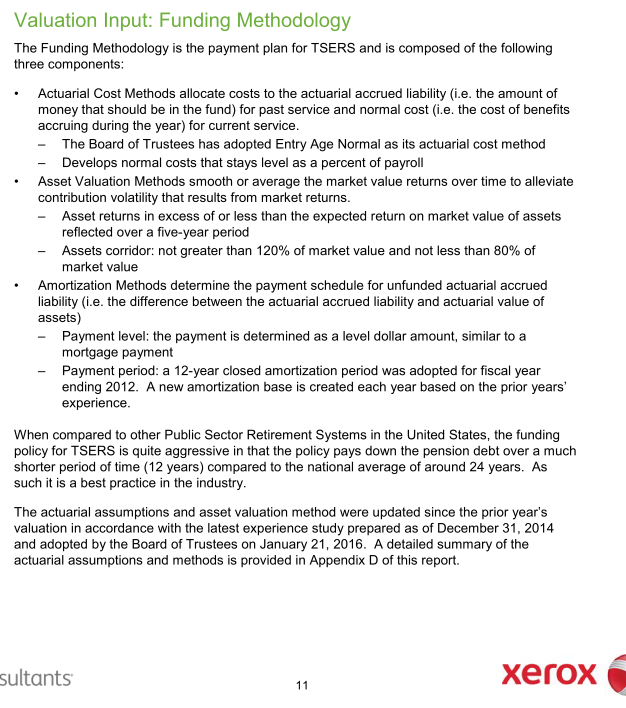 Valuation Input: Funding Methodology
The Funding Methodology is the payment plan for TSERS and is composed of the following
three components:
• Actuarial Cost Methods allocate costs to the actuarial accrued liability (i.e. the amount of
money that should be in the fund) for past service and normal cost (i.e. the cost of benefits
accruing during the year) for current service.
– The Board of Trustees has adopted Entry Age Normal as its actuarial cost method
– Develops normal costs that stays level as a percent of payroll
• Asset Valuation Methods smooth or average the market value returns over time to alleviate
contribution volatility that results from market returns.
– Asset returns in excess of or less than the expected return on market value of assets
reflected over a five-year period
– Assets corridor: not greater than 120% of market value and not less than 80% of
market value
• Amortization Methods determine the payment schedule for unfunded actuarial accrued
liability (i.e. the difference between the actuarial accrued liability and actuarial value of
assets)
– Payment level: the payment is determined as a level dollar amount, similar to a
mortgage payment
– Payment period: a 12-year closed amortization period was adopted for fiscal year
ending 2012.  A new amortization base is created each year based on the prior years’
experience.
When compared to other Public Sector Retirement Systems in the United States, the funding
policy for TSERS is quite aggressive in that the policy pays down the pension debt over a much
shorter period of time (12 years) compared to the national average of around 24 years.  As
such it is a best practice in the industry.
The actuarial assumptions and asset valuation method were updated since the prior year’s
valuation in accordance with the latest experience study prepared as of December 31, 2014
and adopted by the Board of Trustees on January 21, 2016.  A detailed summary of the
actuarial assumptions and methods is provided in Appendix D of this report.
sultants
11
xerox